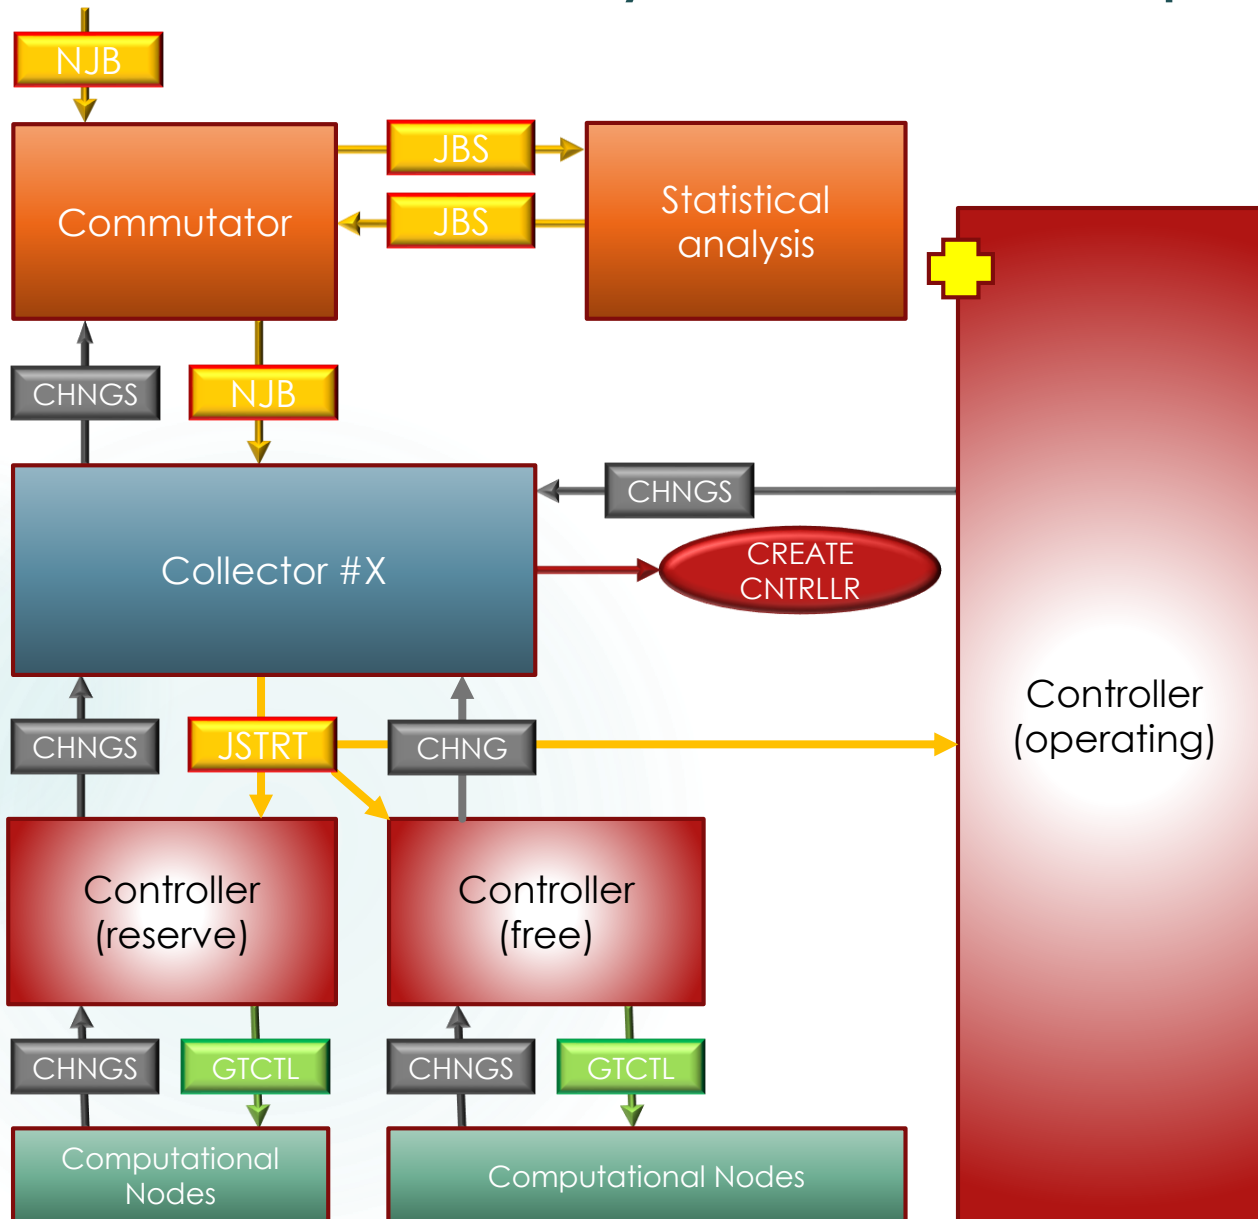 NJB
JBS
Commutator
JBS
Statistical
analysis
CHNGS
NJB
CHNGS
Collector #X
CREATE
CNTRLLR
Controller
(operating)
CHNGS
JSTRT
CHNG
Controller
(reserve)
Controller
(free)
CHNGS
GTCTL
CHNGS
GTCTL
Computational
Nodes
Computational Nodes